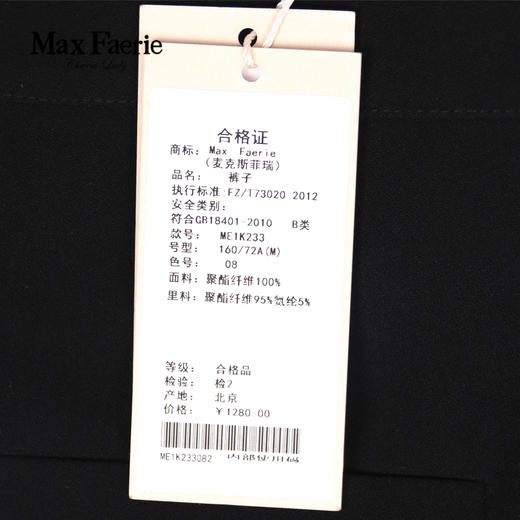 Max Faerie
合格证
商标: Max Faerie
(麦克斯菲瑞)
品名: 裤子
执行标准:FZ/T73020-2012
安全类别:
符合GB18401-2010 B类
款号: ME1K233
号型: 160/72A(M)
色号: 08
面料: 聚酯纤维100%
里料: 聚酯纤维95%氨纶5%
等级: 合格品
检验: 检2
产地: 北京
价格: ￥1280.00
ME1K233082